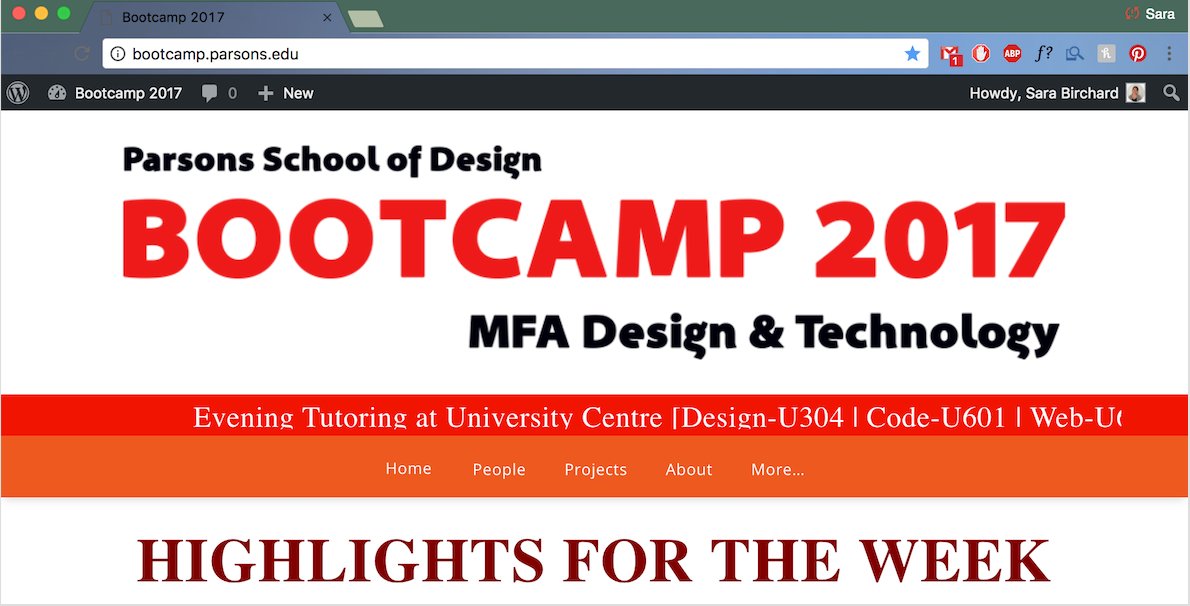 Bootcamp 2017
Sara
bootcamp.parsons.edu
1
ABP
f?
Bootcamp 2017 0 New
Howdy, Sara Birchard
Parsons School of Design
BOOTCAMP 2017
MFA Design & Technology
Evening Tutoring at University Centre [Design-U304 | Code-U601 |
Home People Projects About More...
HIGHLIGHTS FOR THE WEEK